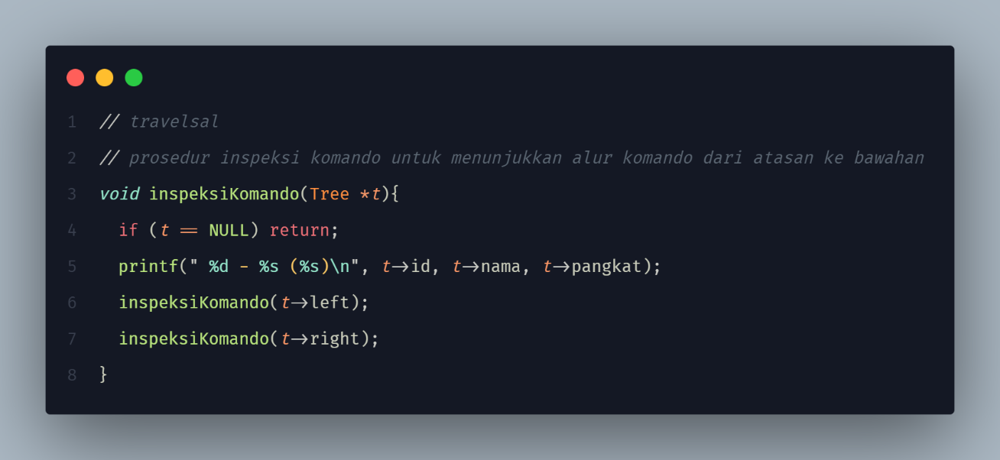 1 // travelsal
2 // prosedur inspeksi komando untuk menunjukkan alur komando dari atasan ke bawahan
3 void inspeksiKomando(Tree *t){
4 if (t == NULL) return;
5 printf(" %d - %s (%s)\n", t->id, t->nama, t->pangkat);
6 inspeksiKomando(t->left);
7 inspeksiKomando(t->right);
8 }